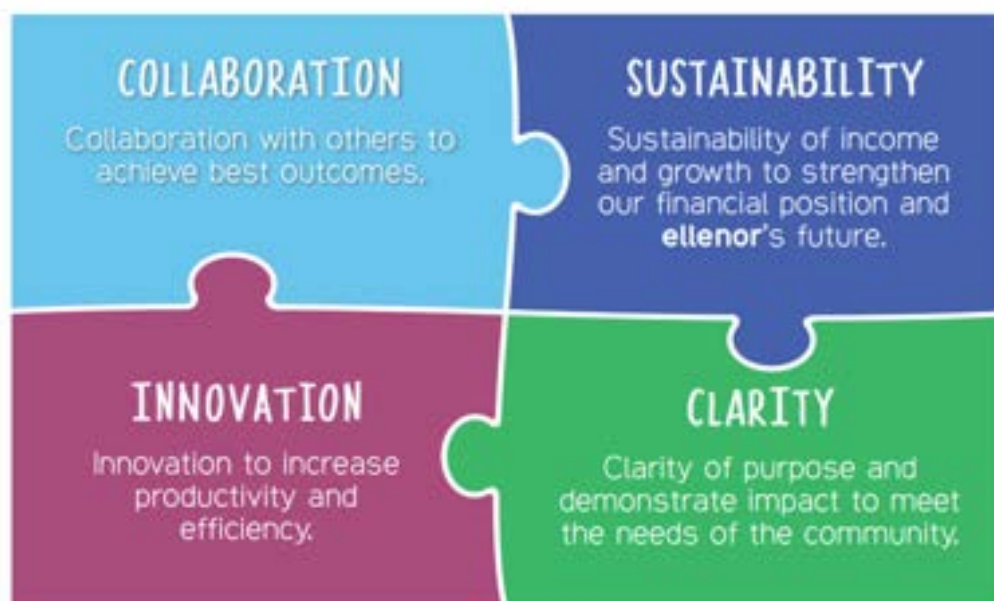 COLLABORATION
Collaboration with others to
achieve best outcomes.
SUSTAINABILITY
Sustainability of income
and growth to strengthen
our financial position and
ellenor's future.
INNOVATION
Innovation to increase
productivity and
efficiency.
CLARITY
Clarity of purpose and
demonstrate impact to meet
the needs of the community.